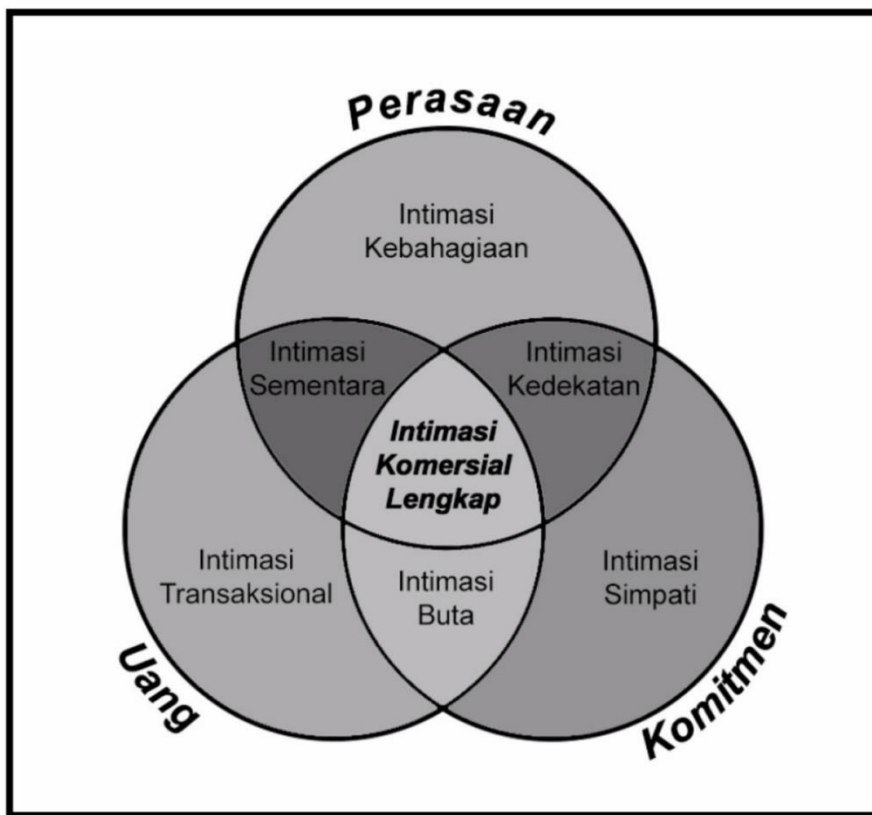 Perasaan
Intimasi
Kebahagiaan
Intimasi
Sementara
Intimasi
Kedekatan
Intimasi
Komersial
Lengkap
Intimasi
Transaksional
Intimasi
Buta
Intimasi
Simpati
Uang
Komitmen